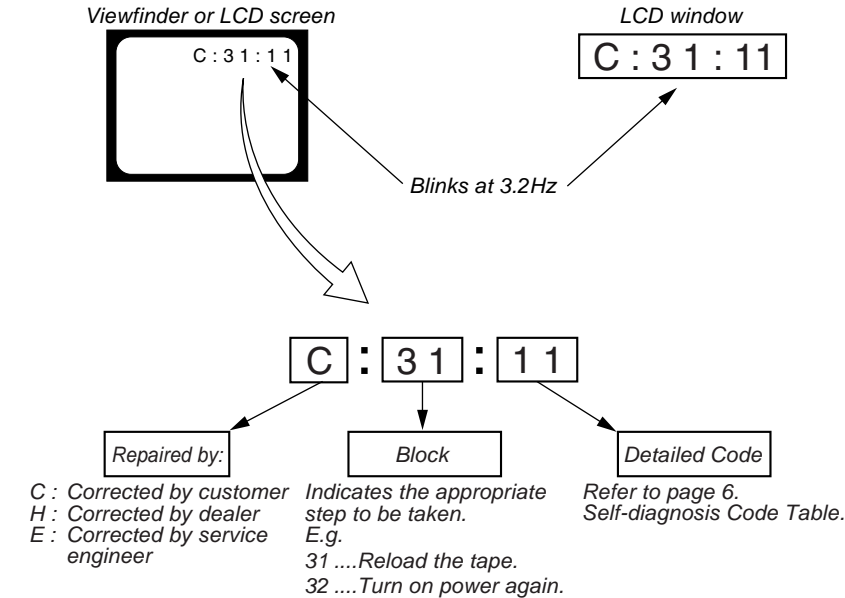 Viewfinder or LCD screen
LCD window
C : 3 1 : 1 1
C : 3 1 : 11
Blinks at 3.2Hz
C : 3 1 : 1 1
Repaired by:
Block
Detailed Code
C : Corrected by customer
H : Corrected by dealer
E : Corrected by service
engineer
Indicates the appropriate
step to be taken.
E.g.
31 ....Reload the tape.
32 ....Turn on power again.
Refer to page 6.
Self-diagnosis Code Table.